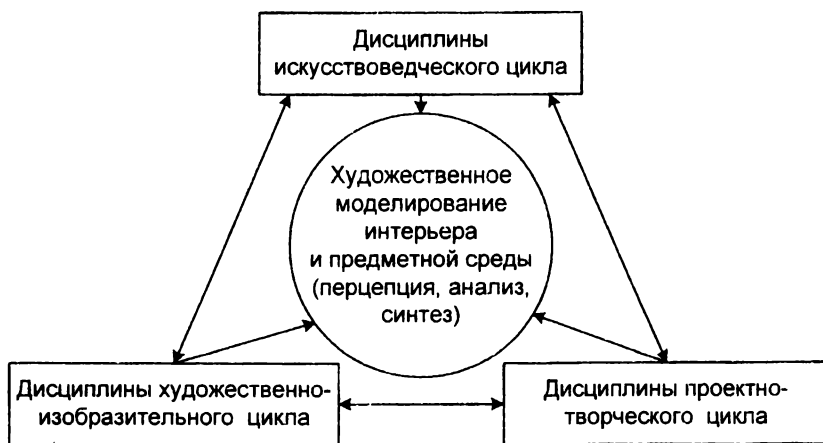 Дисциплины
искусствоведческого цикла
Художественное
моделирование
интерьера
и предметной среды
(перцепция, анализ,
синтез)
Дисциплины художественно-
изобразительного цикла
Дисциплины проектно-
творческого цикла